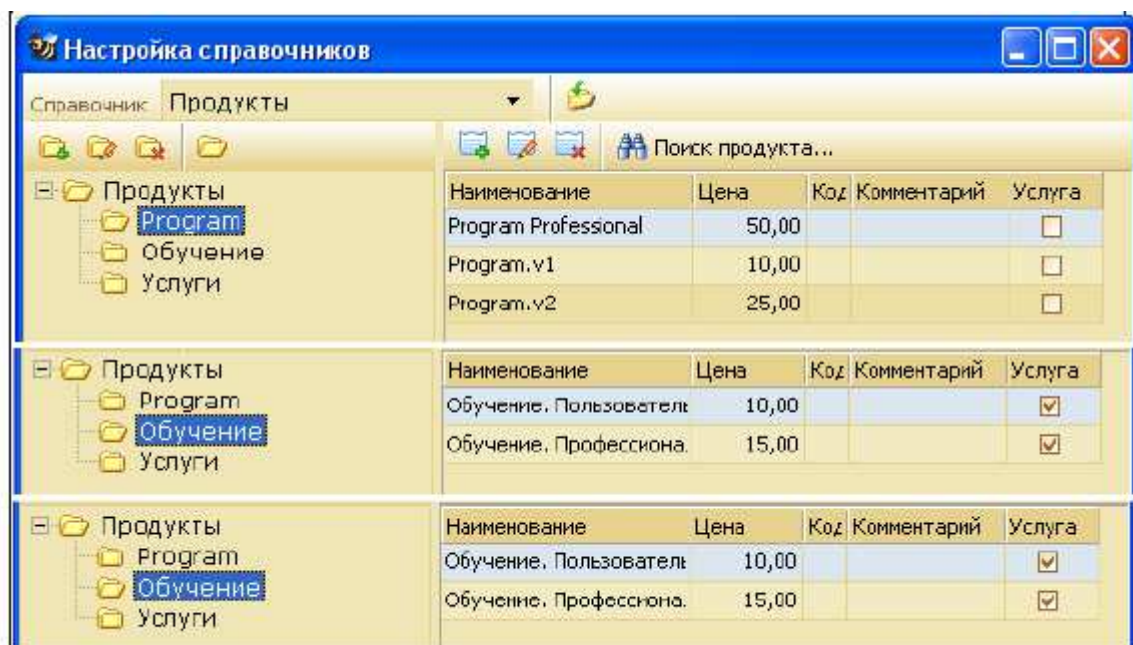 Настройка справочников
Справочник Продукты
Поиск продукта...
Продукты
Program
Обучение
Услуги
Наименование Цена Код Комментарий Услуга
Program Professional 50,00
Program.v1 10,00
Program.v2 25,00
Продукты
Program
Обучение
Услуги
Наименование Цена Код Комментарий Услуга
Обучение. Пользователь 10,00
Обучение. Профессиона. 15,00
Продукты
Program
Обучение
Услуги
Наименование Цена Код Комментарий Услуга
Обучение. Пользователь 10,00
Обучение. Профессиона. 15,00